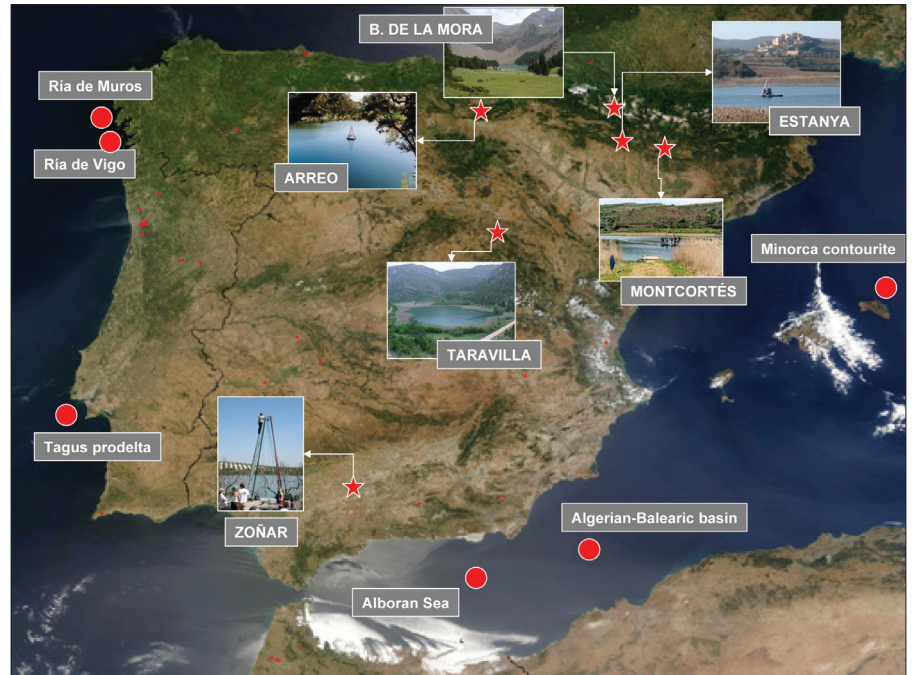 B. DE LA MORA
Ría de Muros
ESTANYA
Ría de Vigo
ARREO
Minorca contourite
MONTCORTÉS
TARAVILLA
Tagus prodelta
Algerian-Balearic basin
ZOÑAR
Alboran Sea